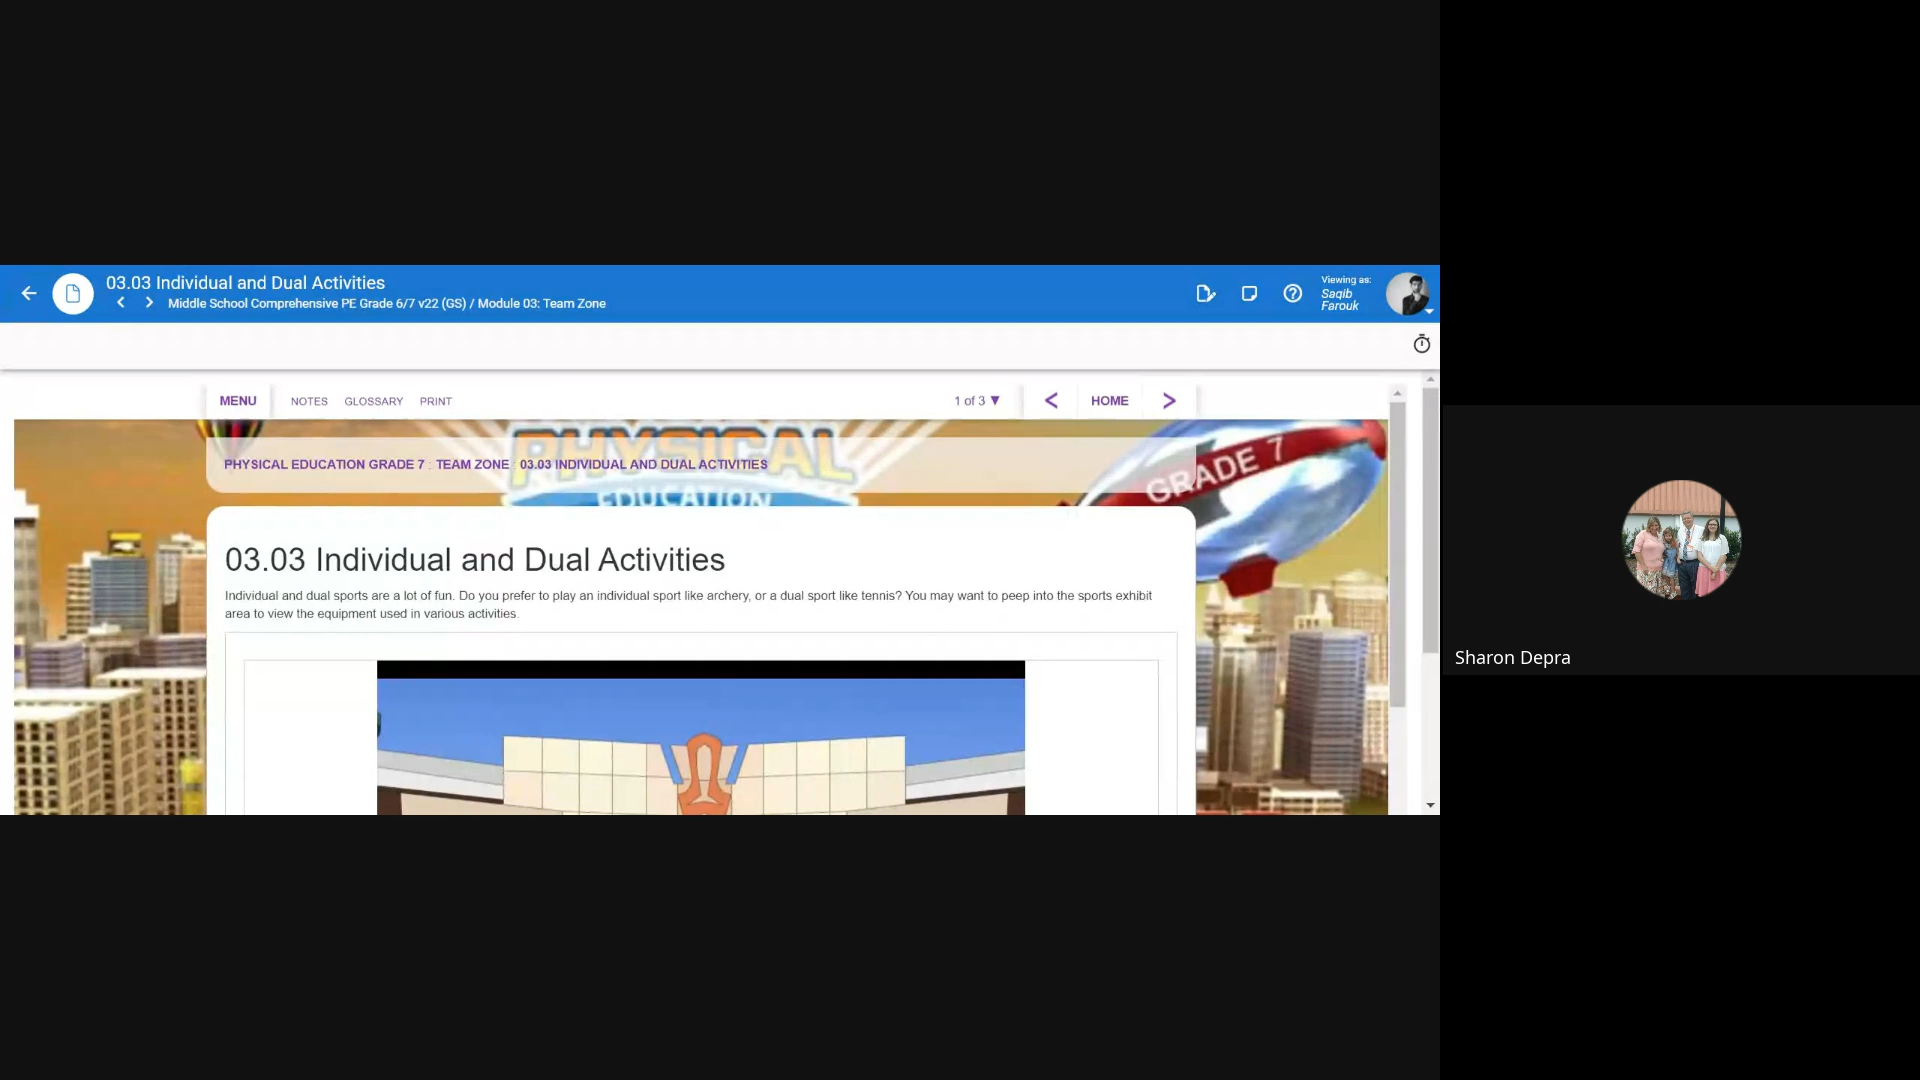 03.03 Individual and Dual Activities
Middle School Comprehensive PE Grade 6/7 v22 (GS) / Module 03: Team Zone
Viewing as:
Saqib
Farouk
MENU NOTES GLOSSARY PRINT 1 of 3 ▼ < HOME >
PHYSICAL
EDUCATION
GRADE 7
PHYSICAL EDUCATION GRADE 7 : TEAM ZONE : 03.03 INDIVIDUAL AND DUAL ACTIVITIES
03.03 Individual and Dual Activities
Individual and dual sports are a lot of fun. Do you prefer to play an individual sport like archery, or a dual sport like tennis? You may want to peep into the sports exhibit
area to view the equipment used in various activities.
Sharon Depra